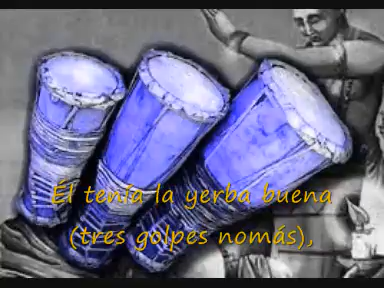 Él tenía la yerba buena
(tres golpes nomás),